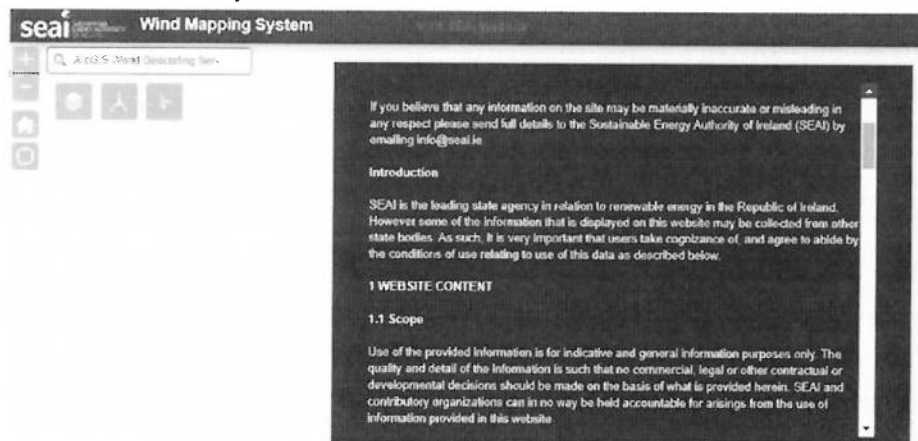 seai Wind Mapping System
ArcGIS World Geocoding Serv
If you believe that any information on the site may be materially inaccurate or misleading in
any respect please send full details to the Sustainable Energy Authority of Ireland (SEAI) by
emailing info@seai.ie
Introduction
SEAI is the leading state agency in relation to renewable energy in the Republic of Ireland.
However some of the information that is displayed on this website may be collected from other
state bodies. As such, it is very important that users take cognizance of, and agree to abide by
the conditions of use relating to use of this data as described below.
1 WEBSITE CONTENT
1.1 Scope
Use of the provided Information is for indicative and general information purposes only. The
quality and detail of the Information is such that no commercial, legal or other contractual or
developmental decisions should be made on the basis of what is provided herein. SEAI and
contributory organizations can in no way be held accountable for arisings from the use of
information provided in this website